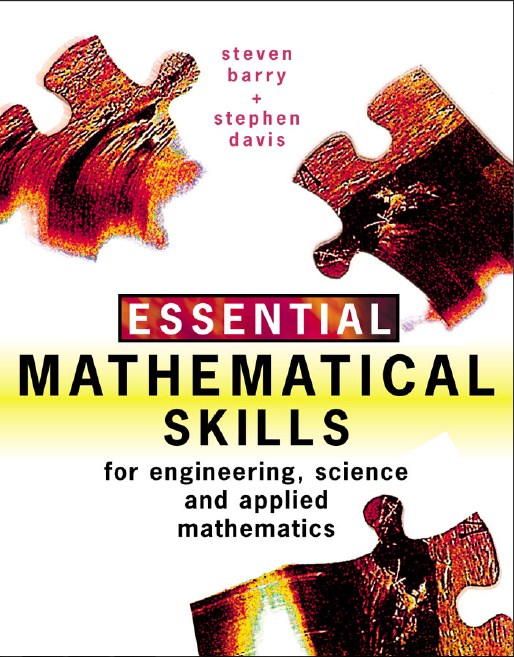 steven
barry
+
stephen
davis
ESSENTIAL
MATHEMATICAL
SKILLS
for engineering, science
and applied
mathematics